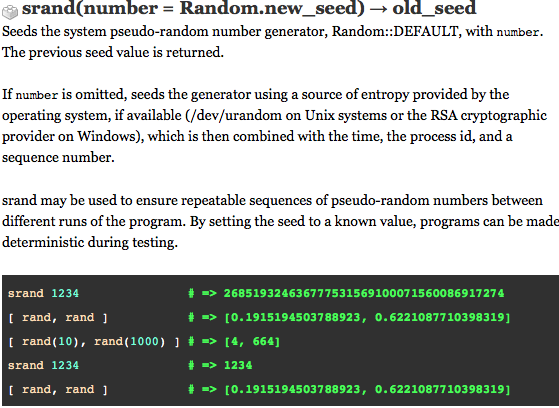 srand(number = Random.new_seed) → old_seed
Seeds the system pseudo-random number generator, Random::DEFAULT, with number.
The previous seed value is returned.
If number is omitted, seeds the generator using a source of entropy provided by the
operating system, if available (/dev/urandom on Unix systems or the RSA cryptographic
provider on Windows), which is then combined with the time, the process id, and a
sequence number.
srand may be used to ensure repeatable sequences of pseudo-random numbers between
different runs of the program. By setting the seed to a known value, programs can be made
deterministic during testing.
srand 1234 # => 268519324636777531569100071560086917274
[ rand, rand ] # => [0.1915194503788923, 0.6221087710398319]
[ rand(10), rand(1000) ] # => [4, 664]
srand 1234 # => 1234
[ rand, rand ] # => [0.1915194503788923, 0.6221087710398319]